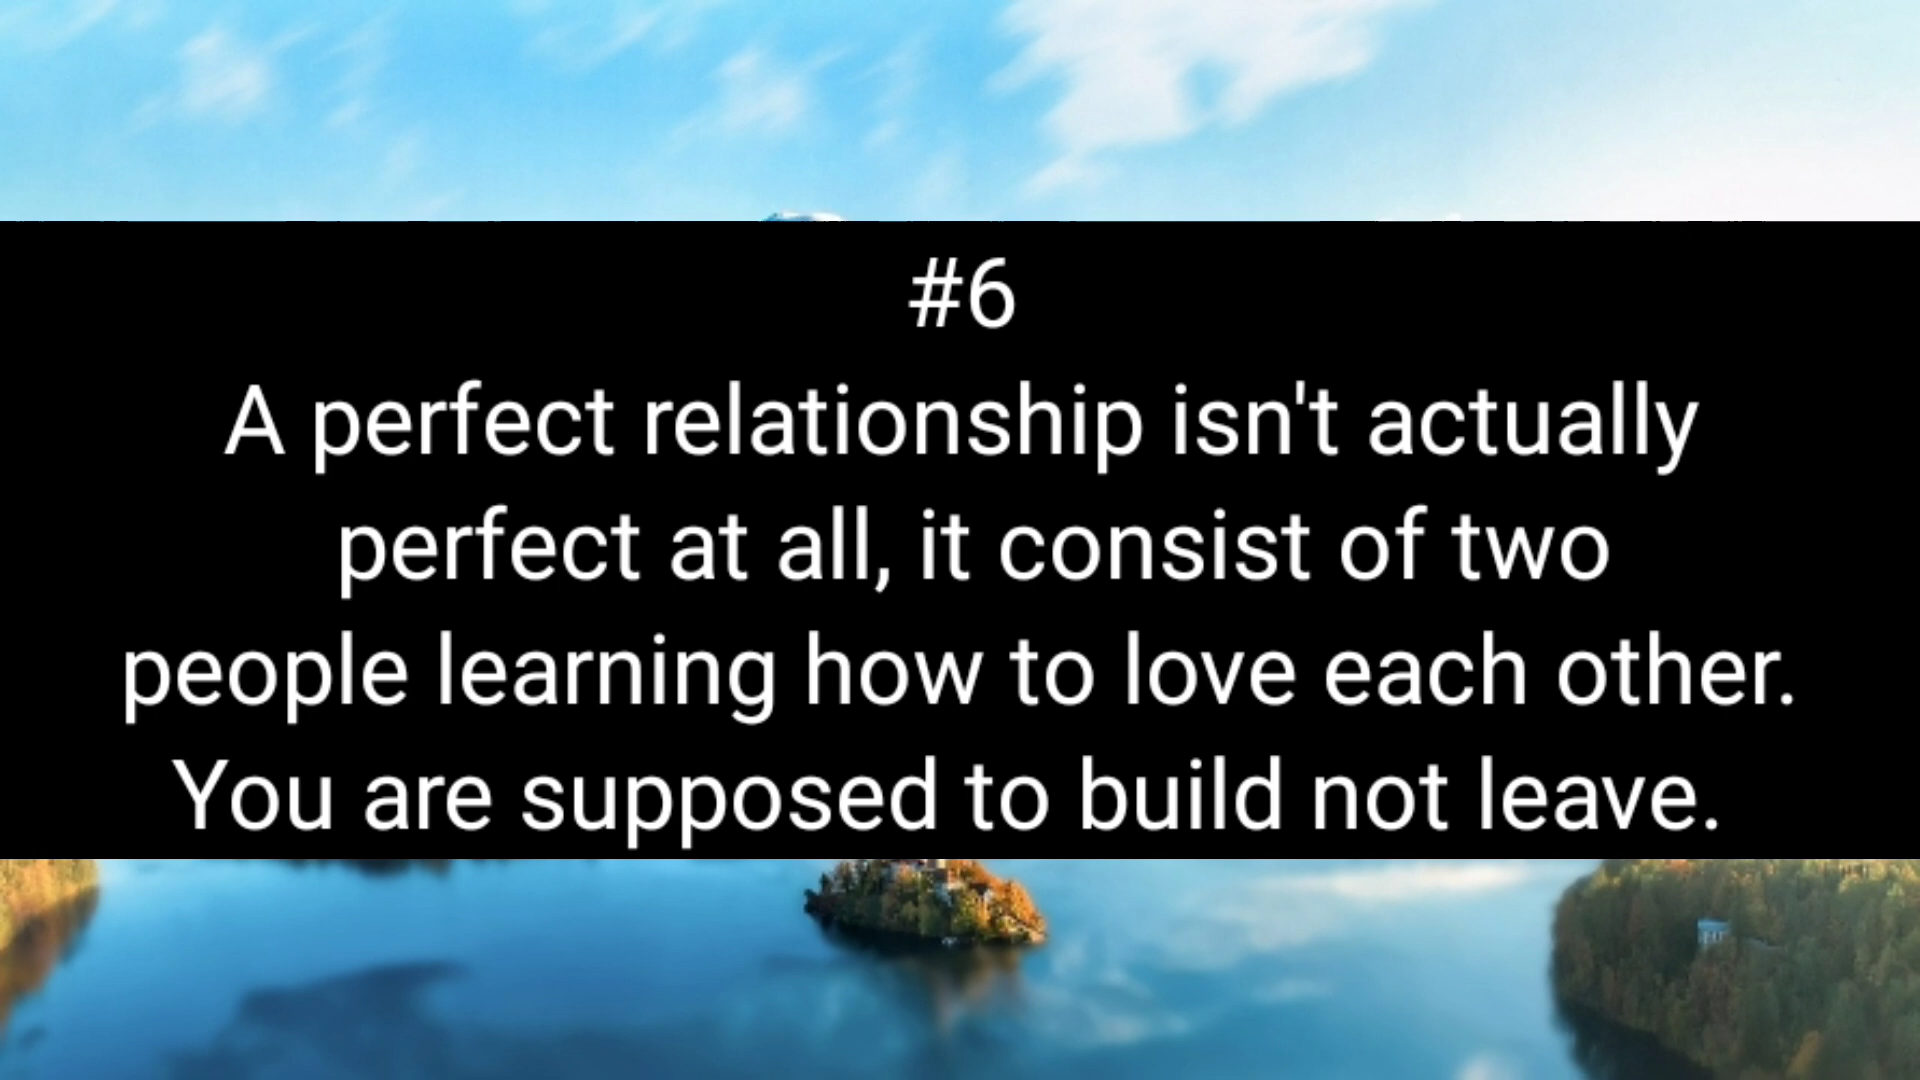 #6
A perfect relationship isn't actually
perfect at all, it consist of two
people learning how to love each other.
You are supposed to build not leave.